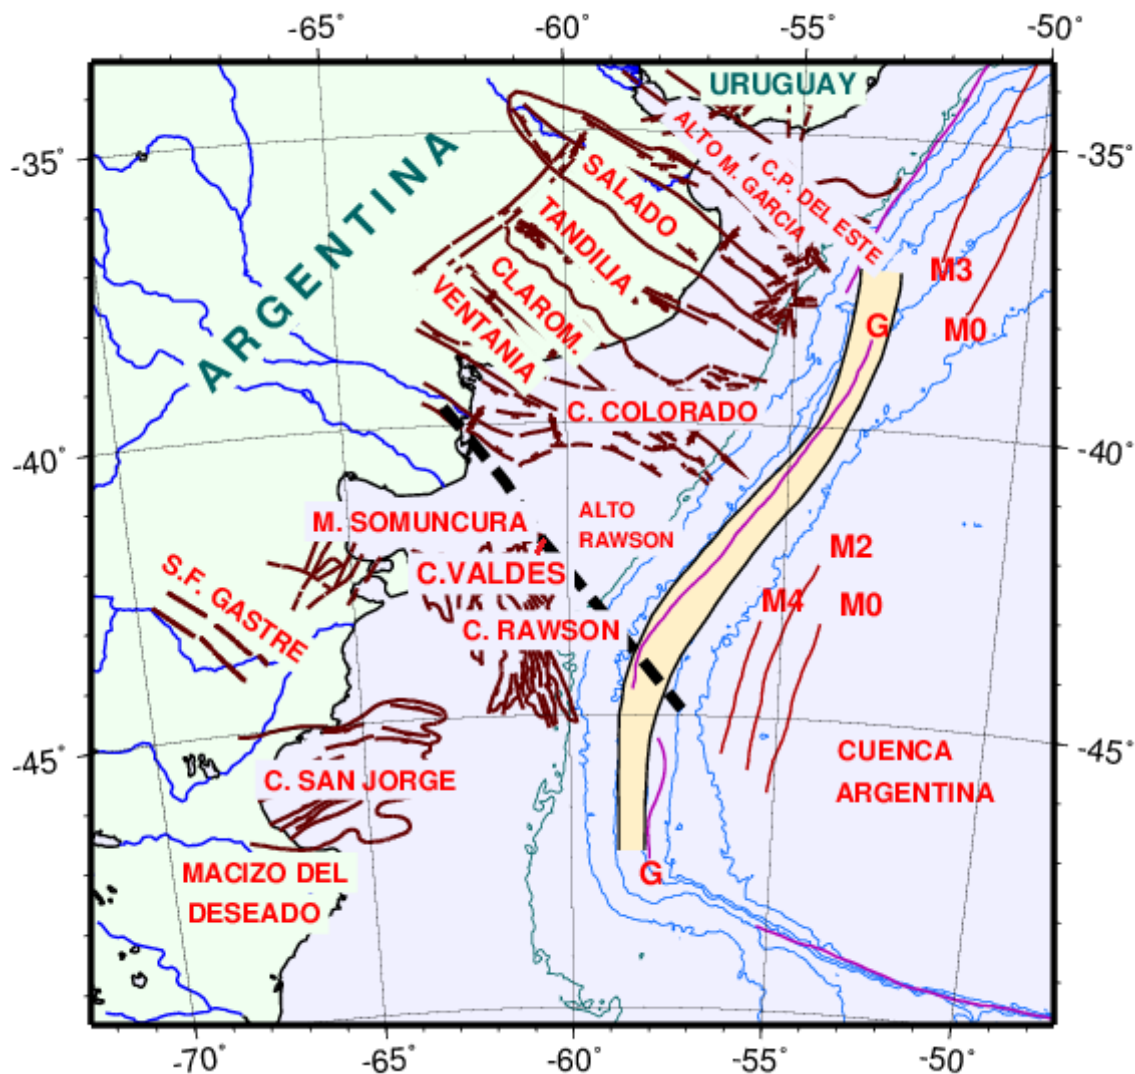 -65° -60° -55° -50°
URUGUAY
ALTO M. GARCIA
C.P. DEL ESTE
-35° -35°
ARGENTINA
SALADO
TANDILIA
CLAROM.
VENTANIA
M3
M0
G
C. COLORADO
-40° -40°
ALTO
RAWSON
M. SOMUNCURA
M2
C.VALDES
M4 M0
S.F. GASTRE
C. RAWSON
-45° -45°
CUENCA
ARGENTINA
C. SAN JORGE
G
MACIZO DEL
DESEADO
-70° -65° -60° -55° -50°